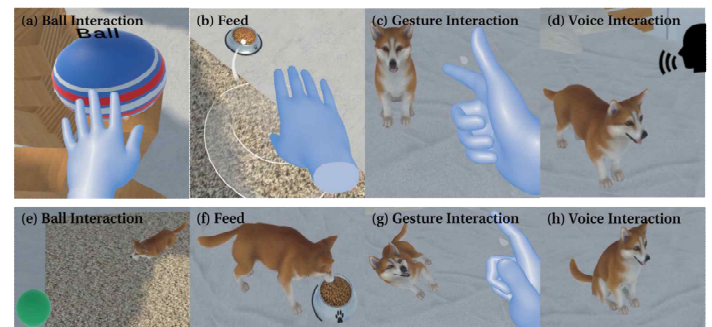 (a) Ball Interaction
Ball
(b) Feed
(c) Gesture Interaction
(d) Voice Interaction
(e) Ball Interaction
(f) Feed
(g) Gesture Interaction
(h) Voice Interaction